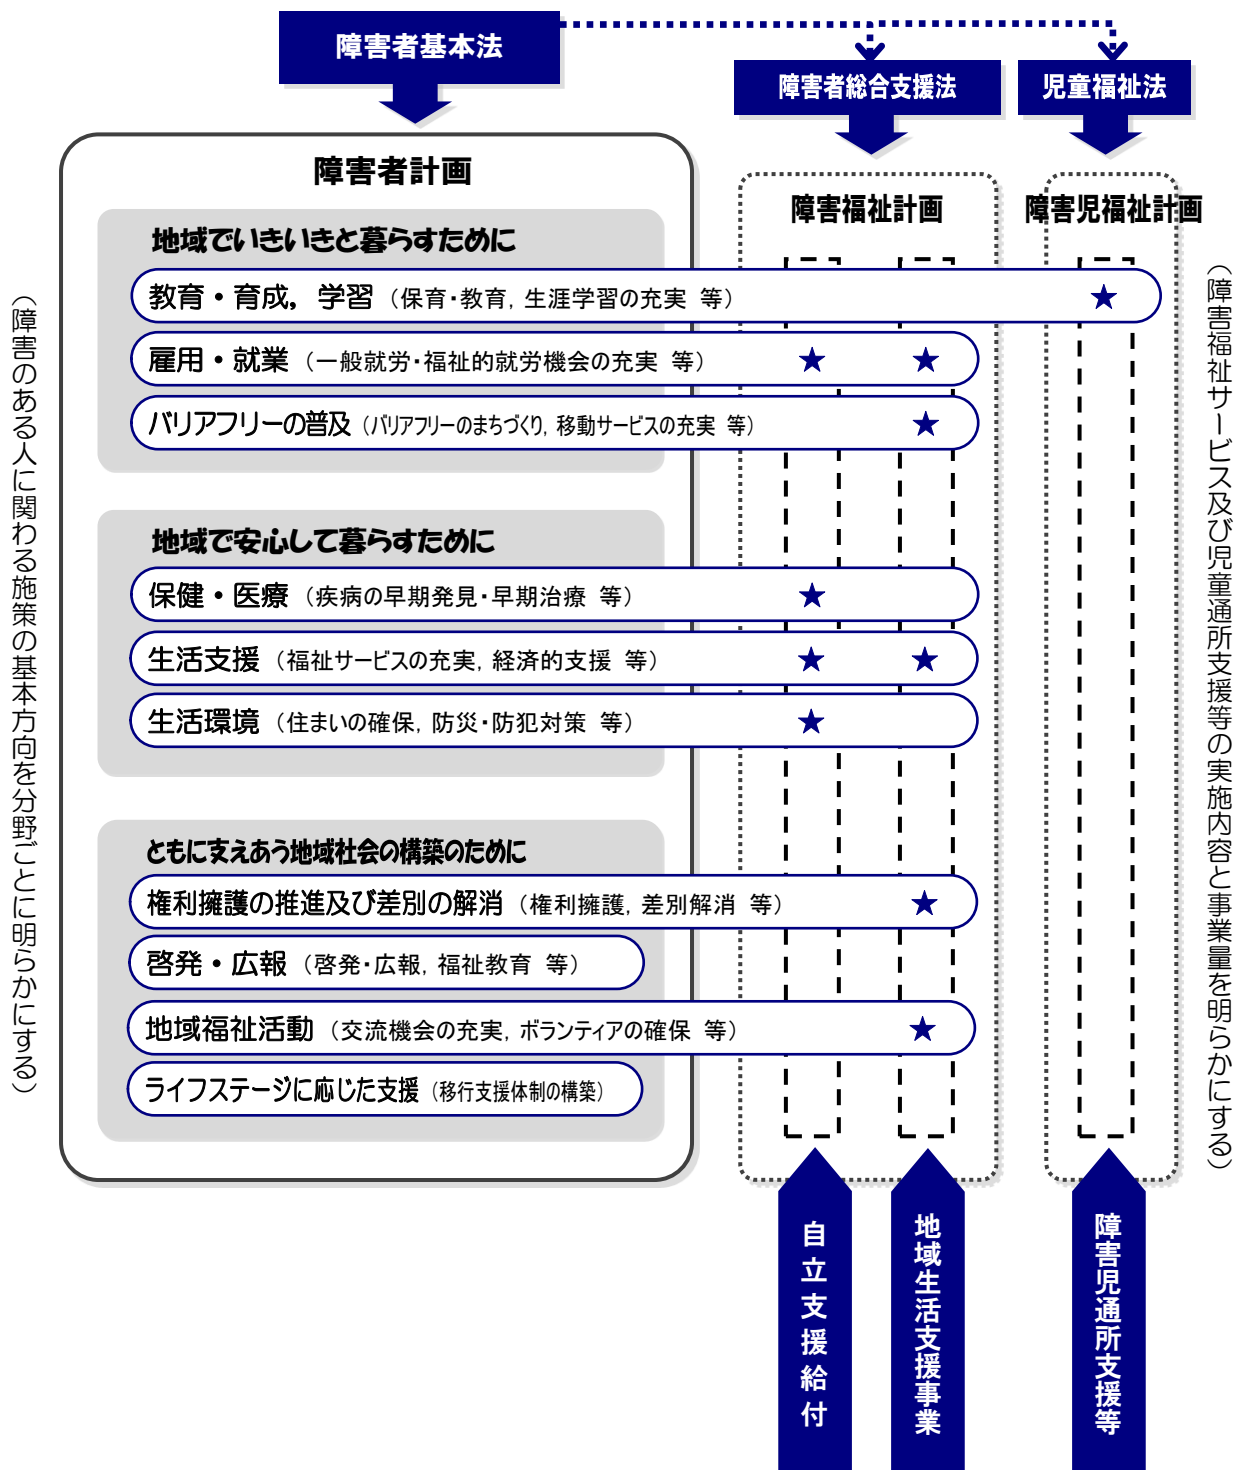 障害者基本法
障害者総合支援法
児童福祉法
障害者計画
障害福祉計画
障害児福祉計画
地域でいきいきと暮らすために
教育・育成，学習（保育・教育，生涯学習の充実 等）
★
雇用・就業（一般就労・福祉的就労機会の充実 等）
★ ★
バリアフリーの普及（バリアフリーのまちづくり，移動サービスの充実 等）
★
地域で安心して暮らすために
保健・医療（疾病の早期発見・早期治療 等）
★
生活支援（福祉サービスの充実，経済的支援 等）
★ ★
生活環境（住まいの確保，防災・防犯対策 等）
★
ともに支えあう地域社会の構築のために
権利擁護の推進及び差別の解消（権利擁護，差別解消 等）
★
啓発・広報（啓発・広報，福祉教育 等）
地域福祉活動（交流機会の充実，ボランティアの確保 等）
★
ライフステージに応じた支援（移行支援体制の構築）
（障害のある人に関わる施策の基本方向を分野ごとに明らかにする）
（障害福祉サービス及び児童通所支援等の実施内容と事業量を明らかにする）
自立支援給付
地域生活支援事業
障害児通所支援等